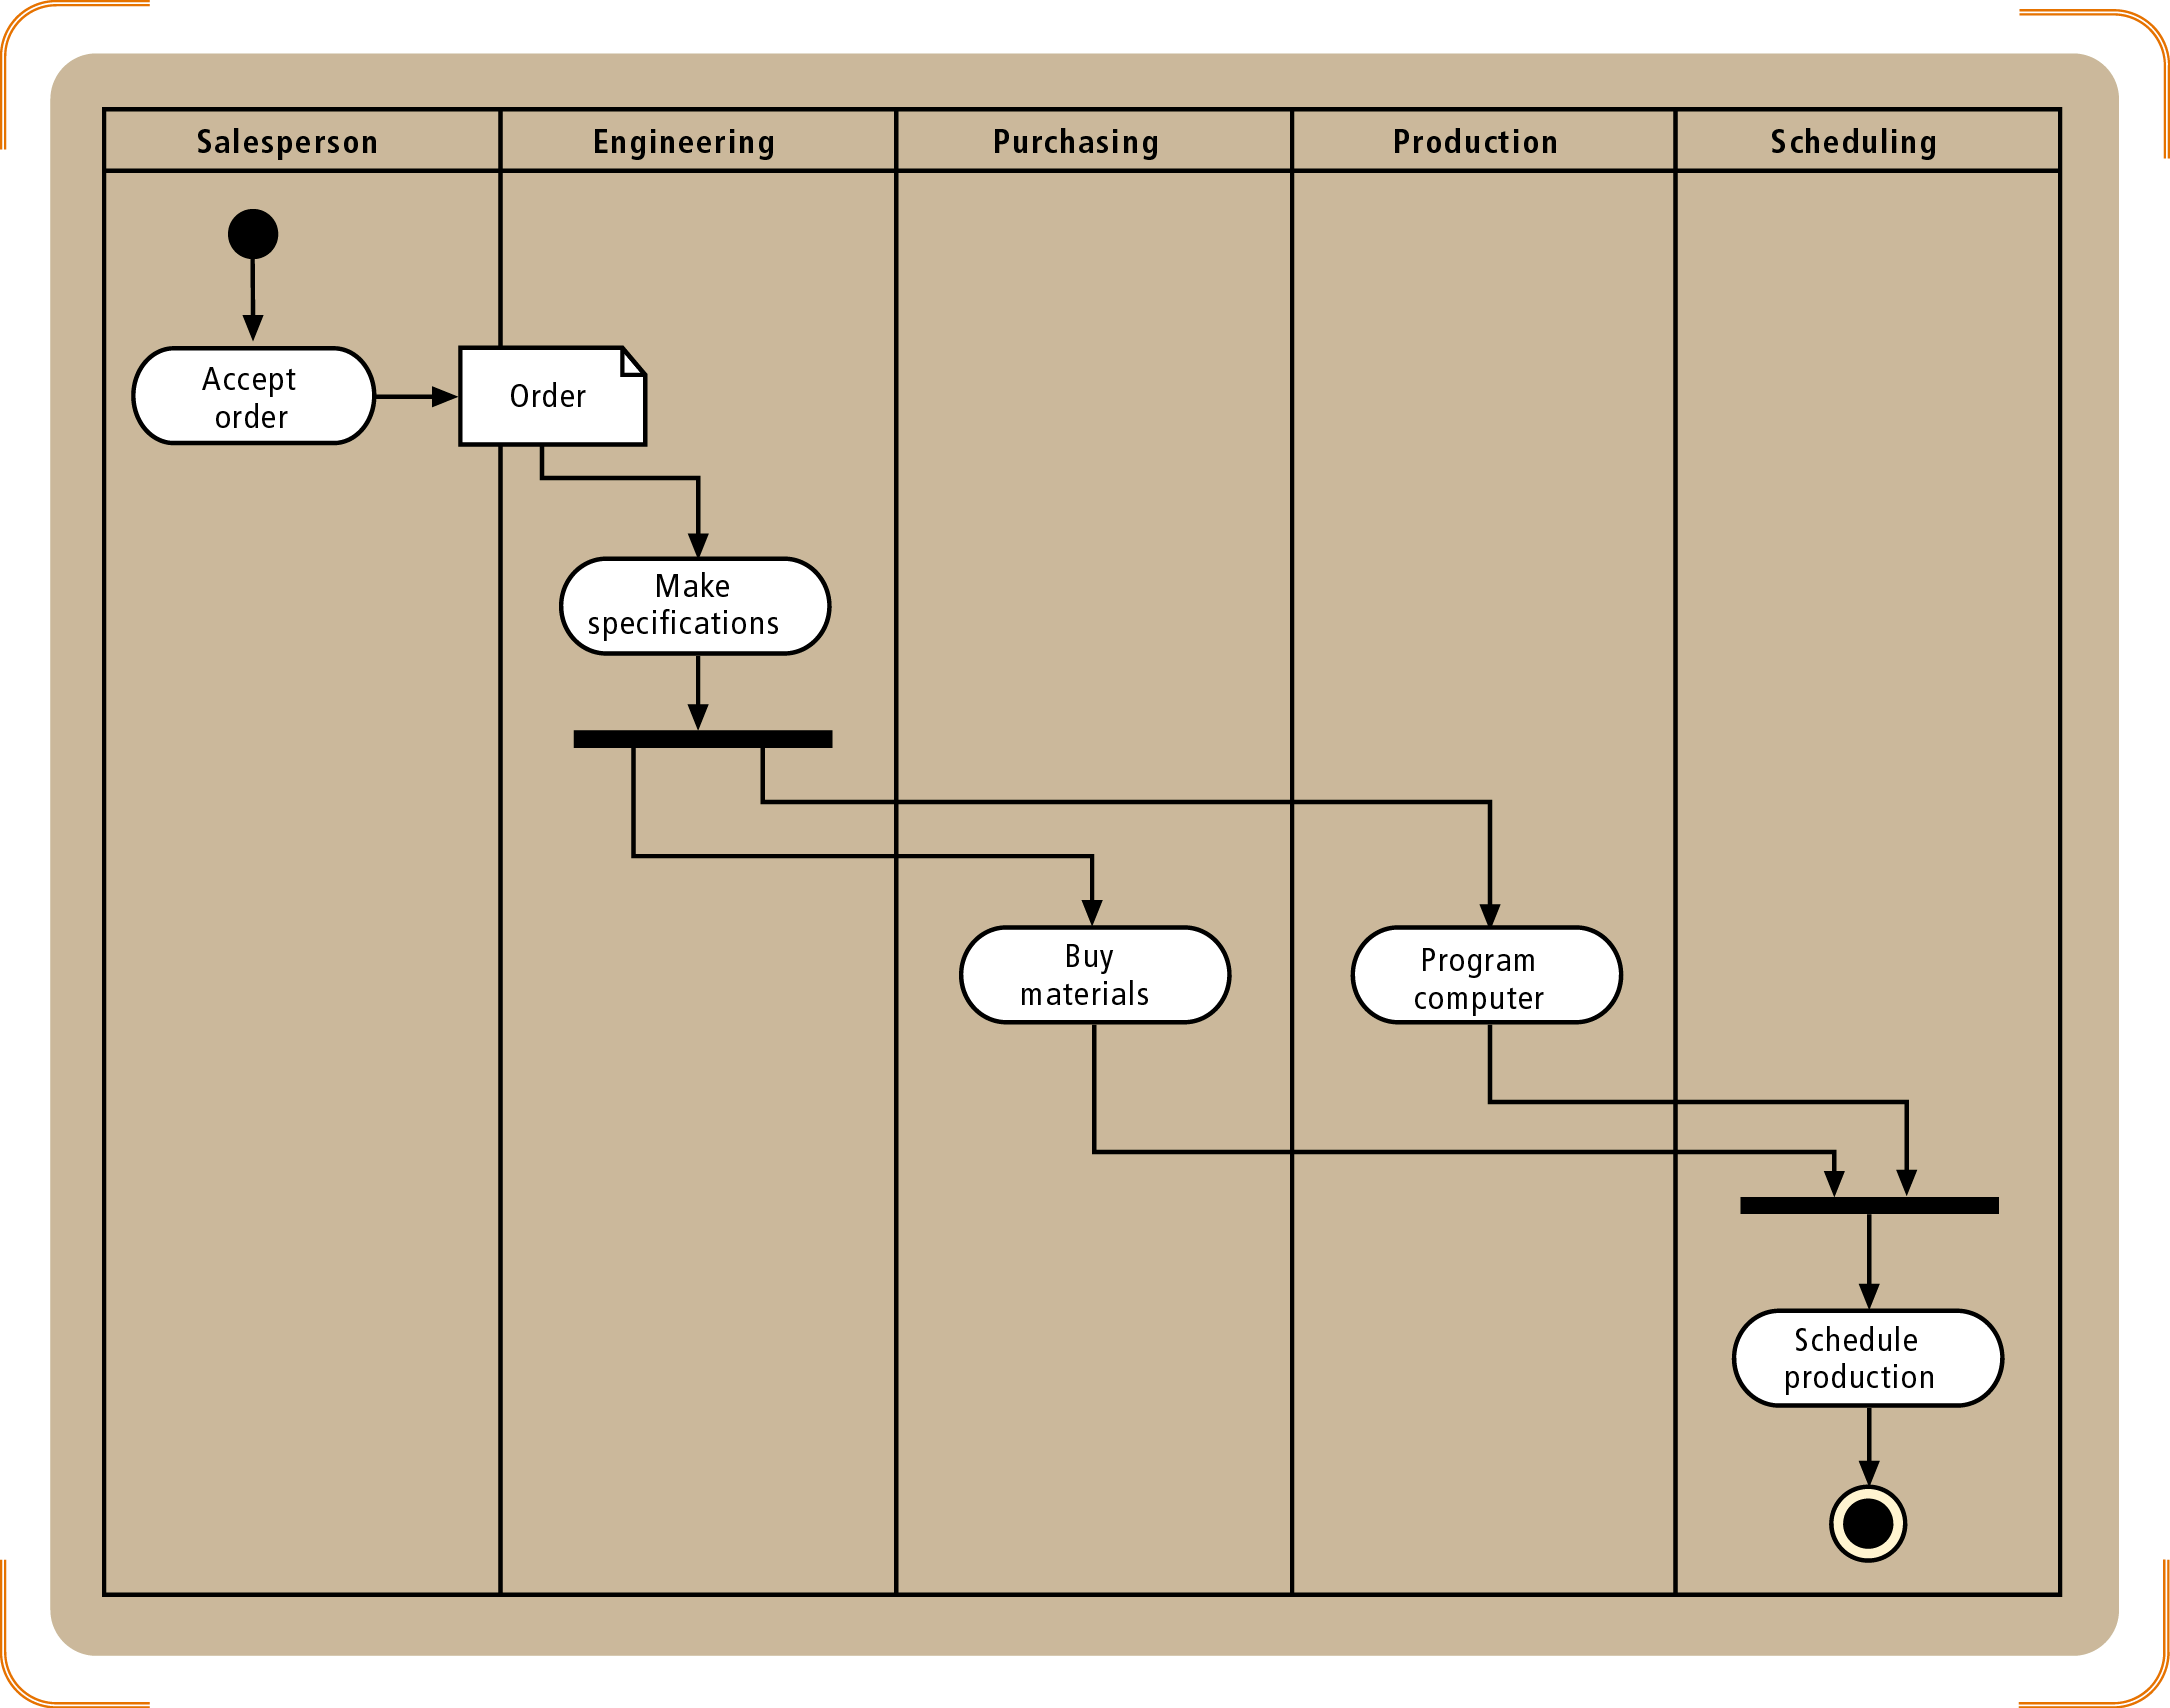 Salesperson
Engineering
Purchasing
Production
Scheduling
Accept
order
Order
Make
specifications
Buy
materials
Program
computer
Schedule
production